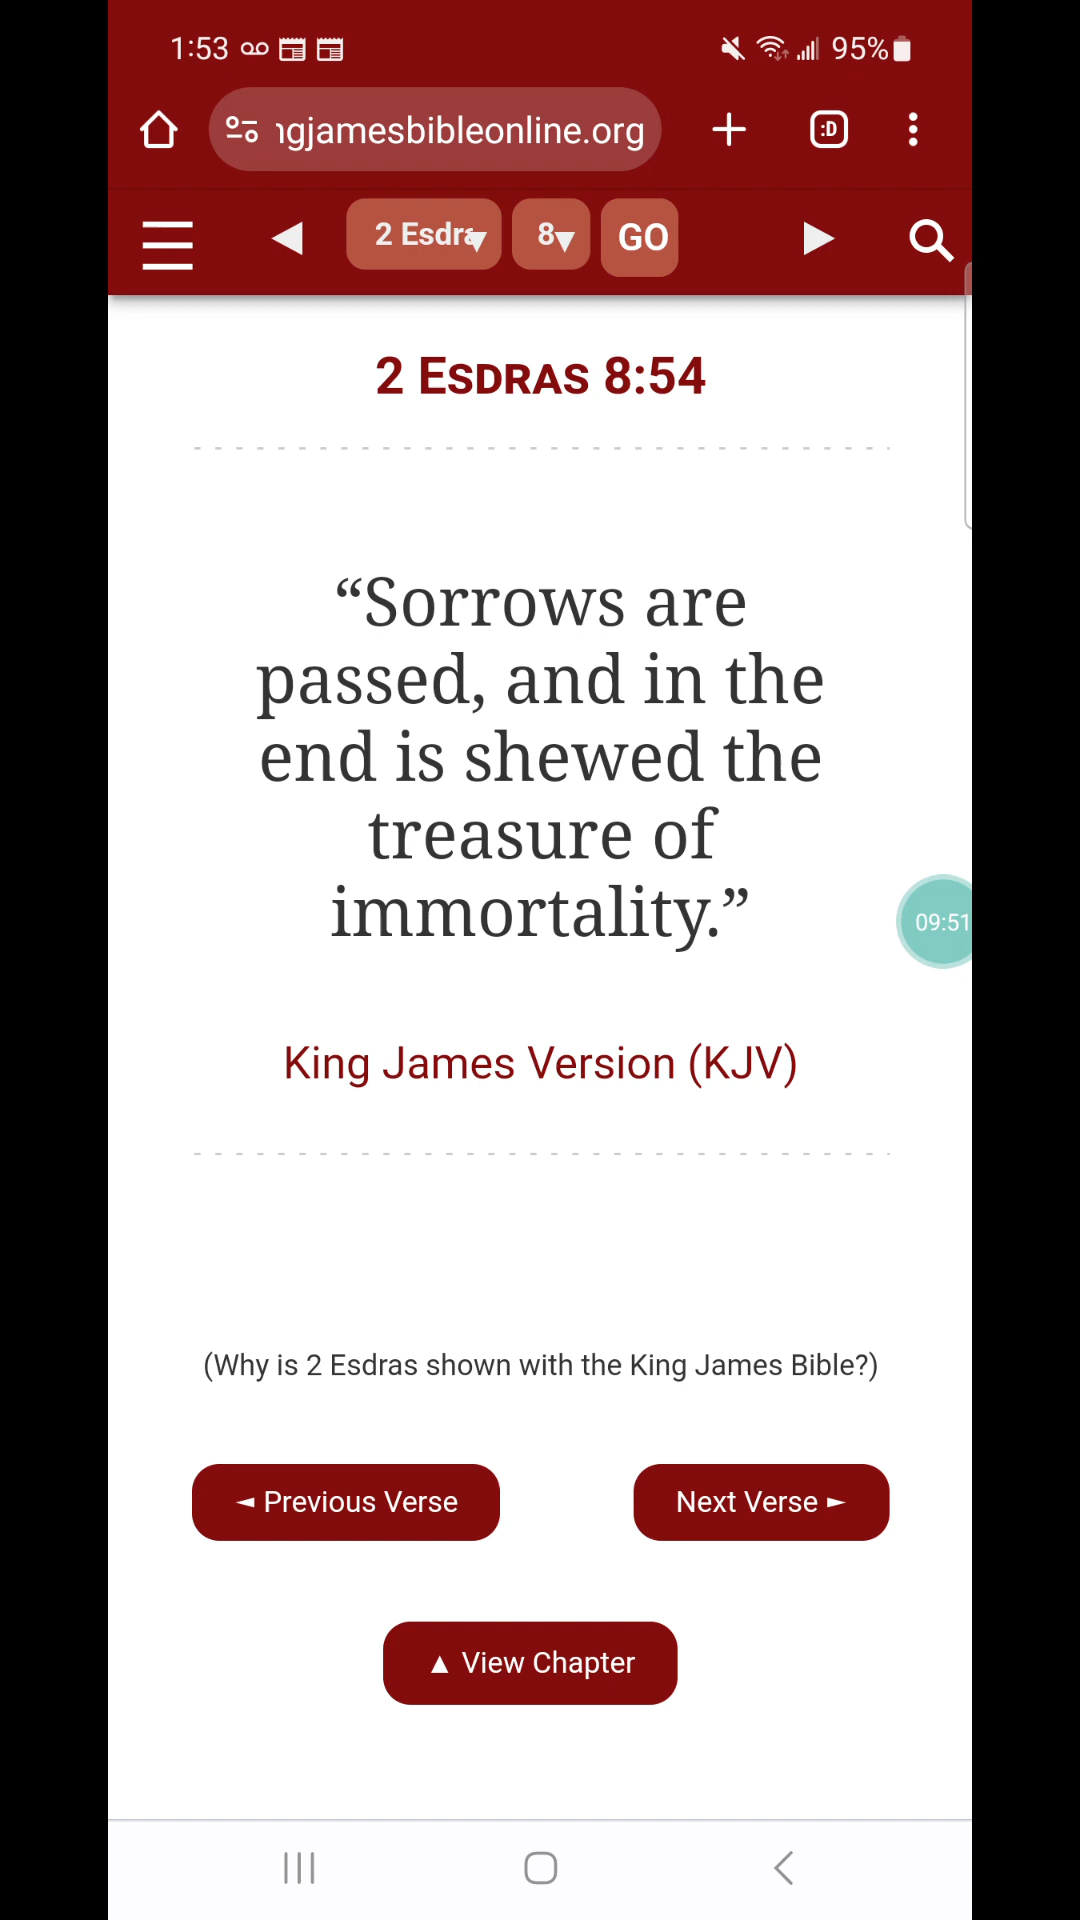 1:53 95%
ngjamesbibleonline.org :D
2 Esdra 8 GO
2 ESDRAS 8:54
“Sorrows are
passed, and in the
end is shewed the
treasure of
immortality.”
09:51
King James Version (KJV)
(Why is 2 Esdras shown with the King James Bible?)
◄ Previous Verse Next Verse ►
▲ View Chapter